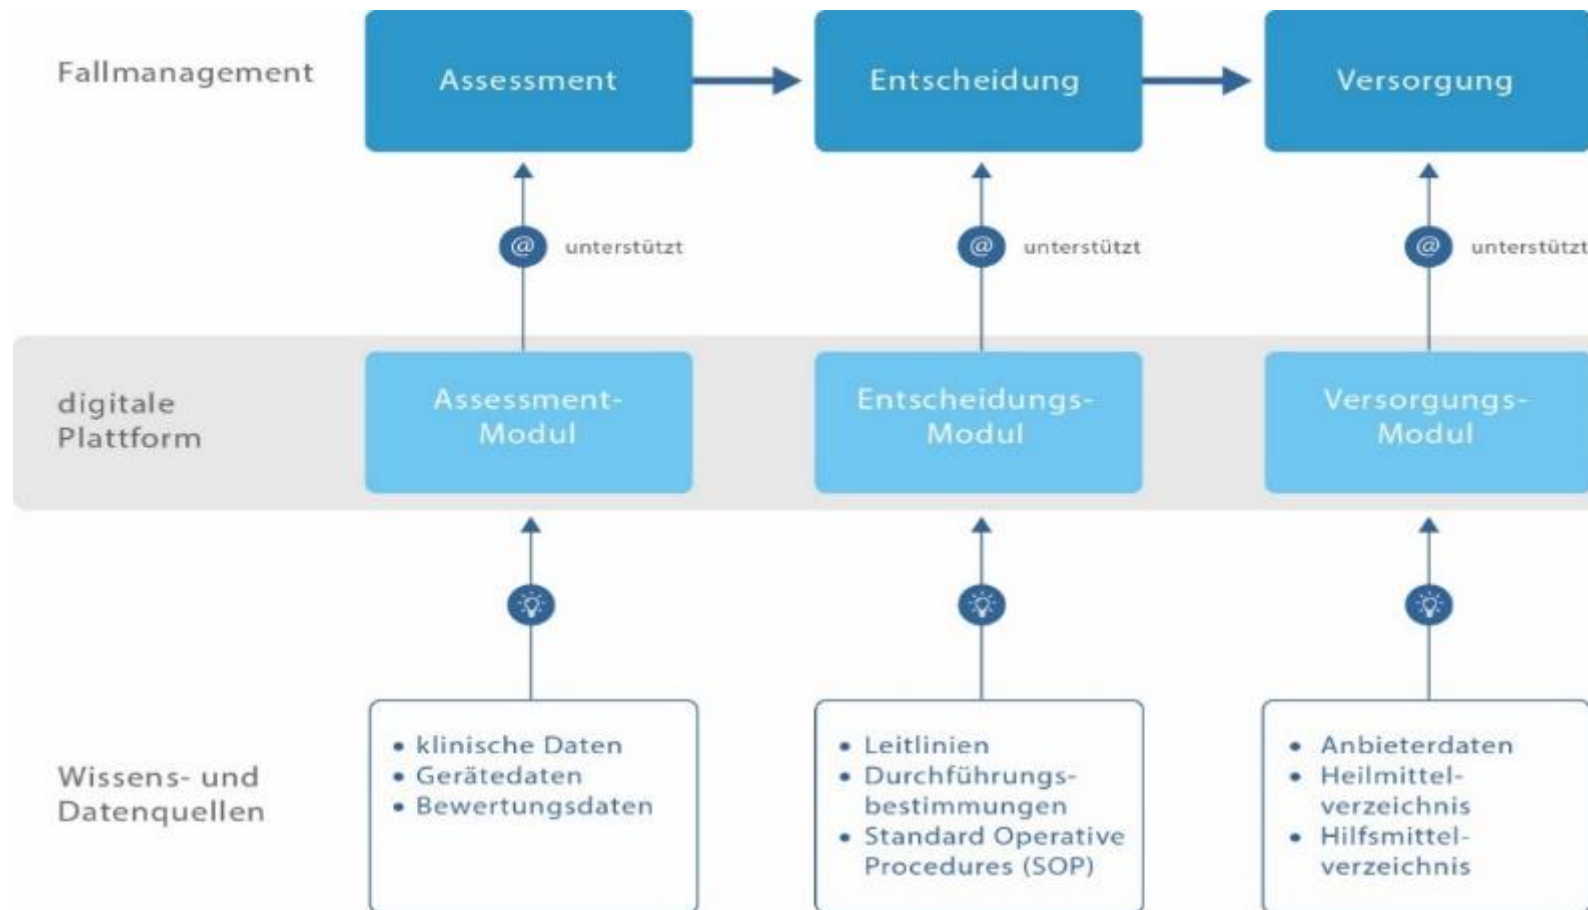 Fallmanagement
Assessment
Entscheidung
Versorgung
@ unterstützt
@ unterstützt
@ unterstützt
digitale
Plattform
Assessment-
Modul
Entscheidungs-
Modul
Versorgungs-
Modul
Wissens- und
Datenquellen
• klinische Daten
• Gerätedaten
• Bewertungsdaten
• Leitlinien
• Durchführungs-
bestimmungen
• Standard Operative
Procedures (SOP)
• Anbieterdaten
• Heilmittel-
verzeichnis
• Hilfsmittel-
verzeichnis